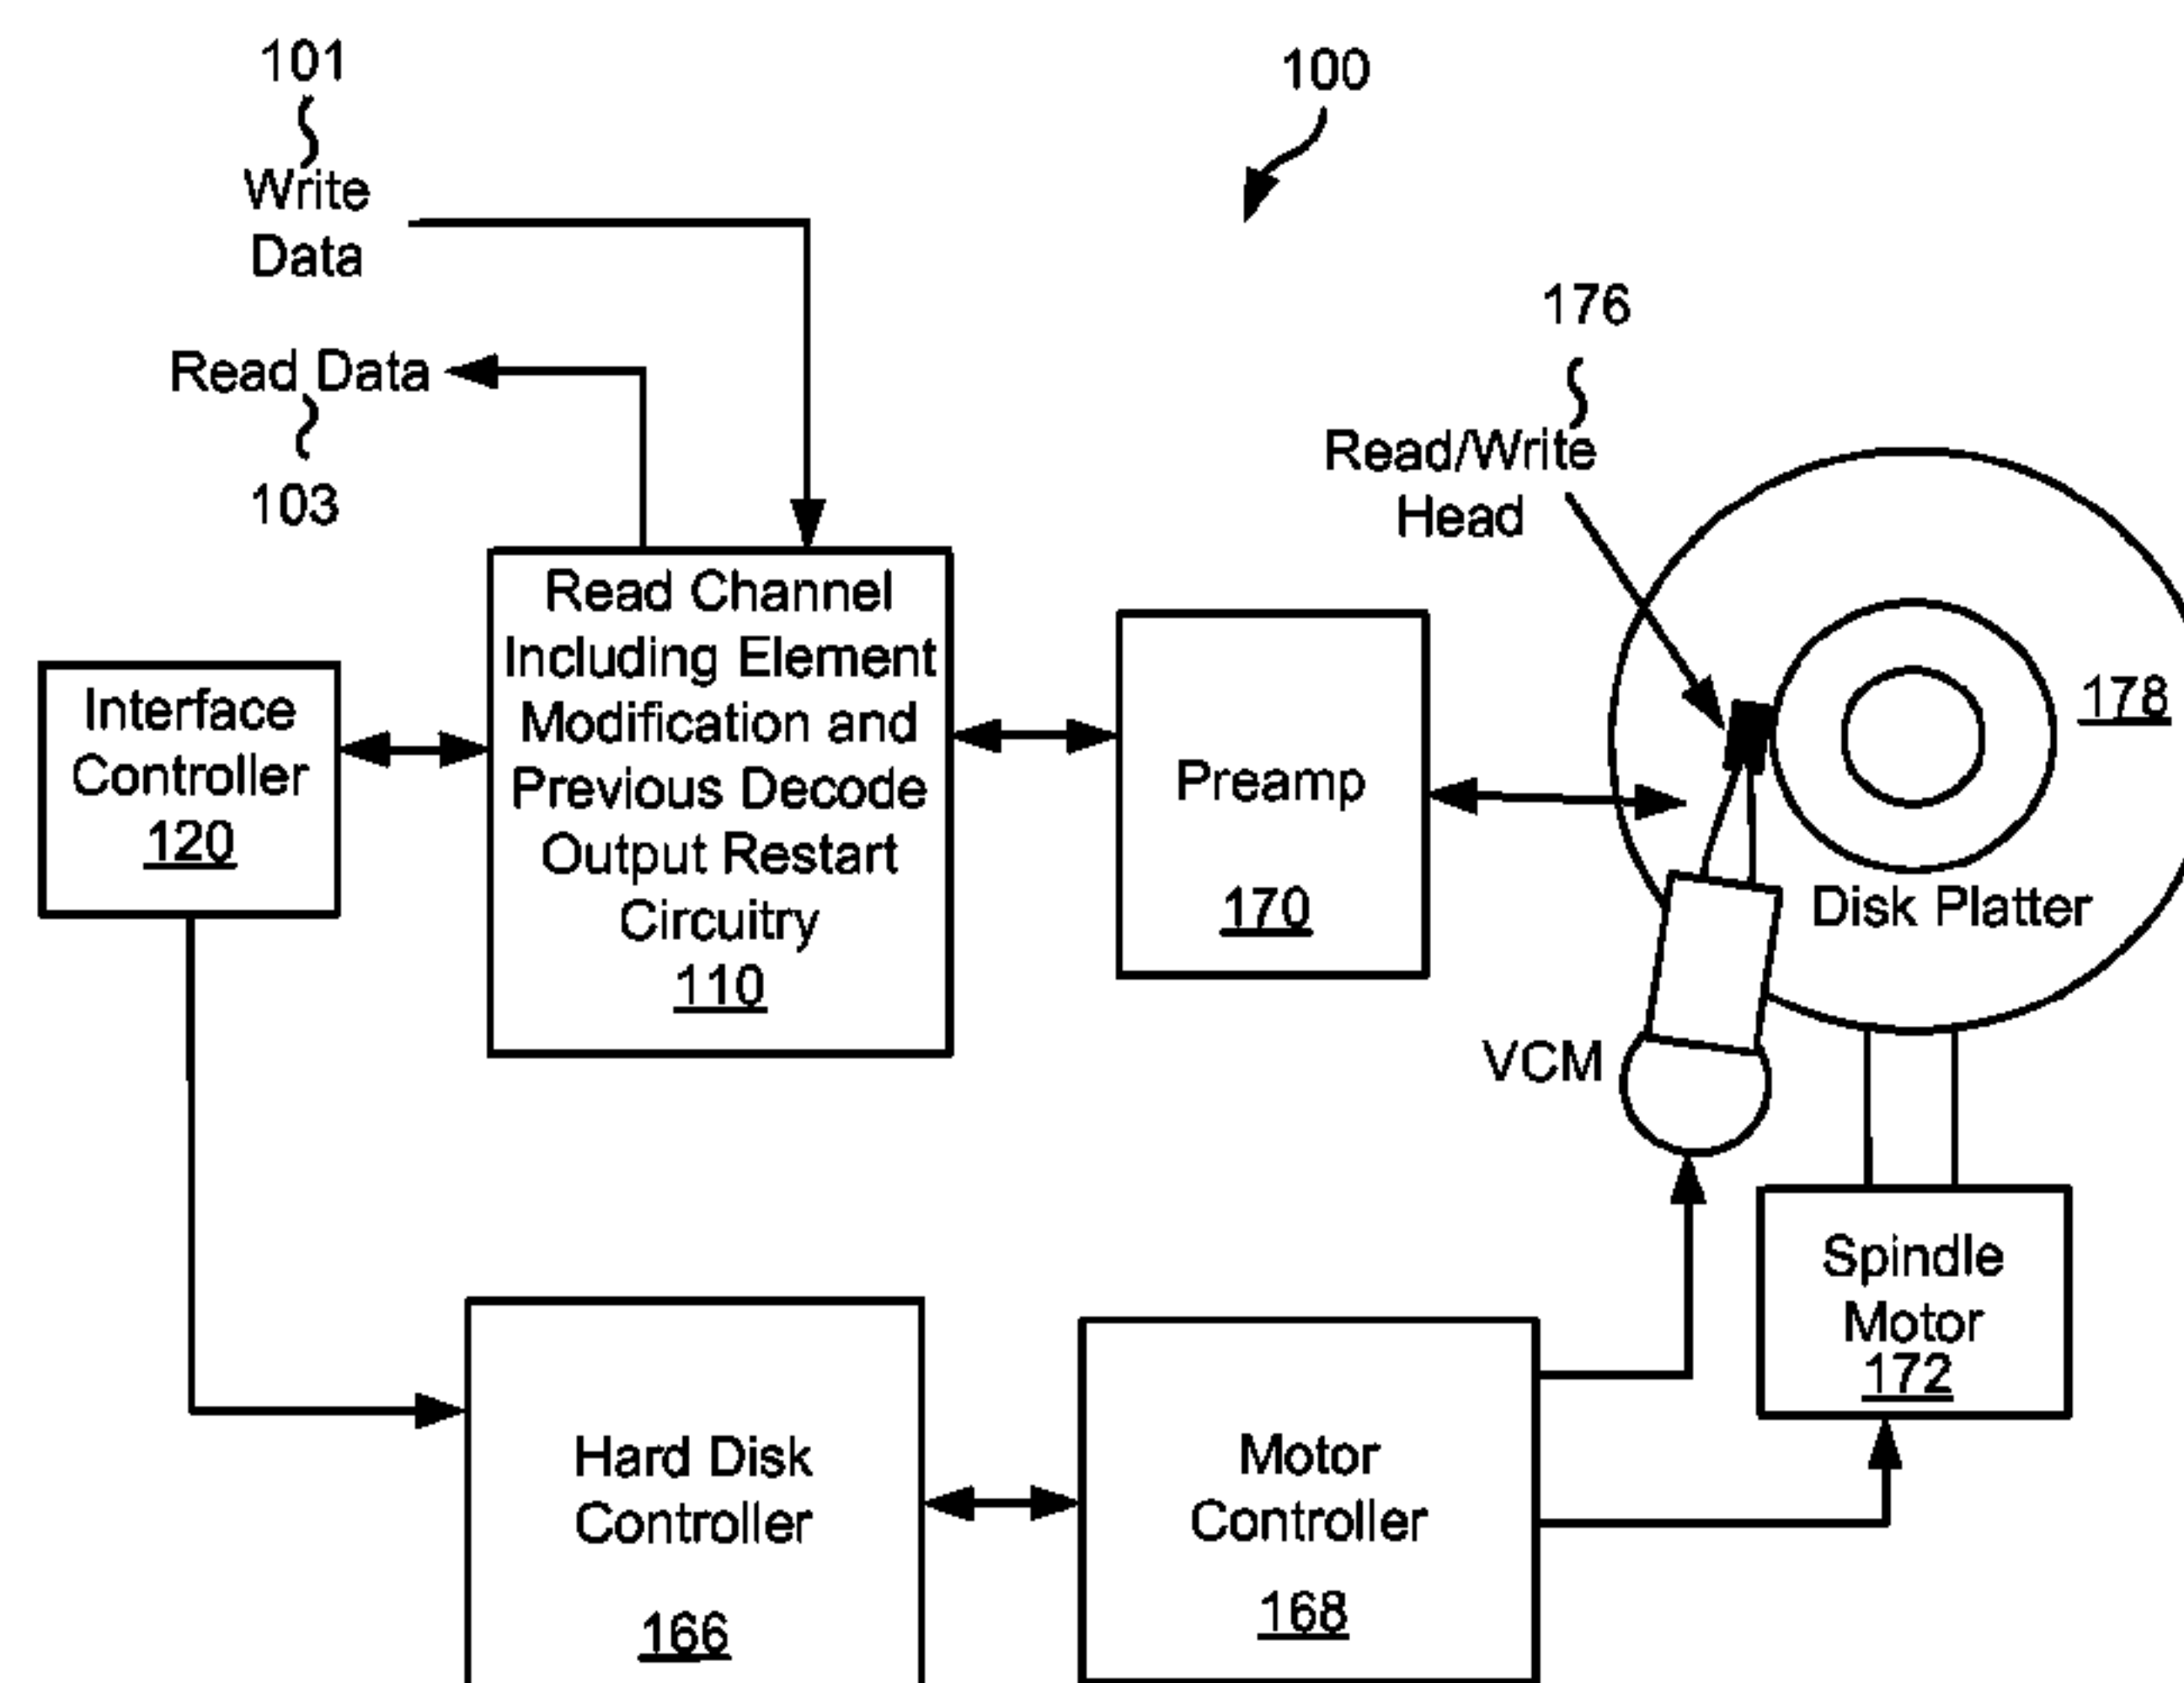 101
Write
Data
100
Read Data
103
176
Read/Write
Head
Read Channel
Including Element
Modification and
Previous Decode
Output Restart
Circuitry
110
Interface
Controller
120
Preamp
170
178
Disk Platter
VCM
Spindle
Motor
172
Hard Disk
Controller
166
Motor
Controller
168